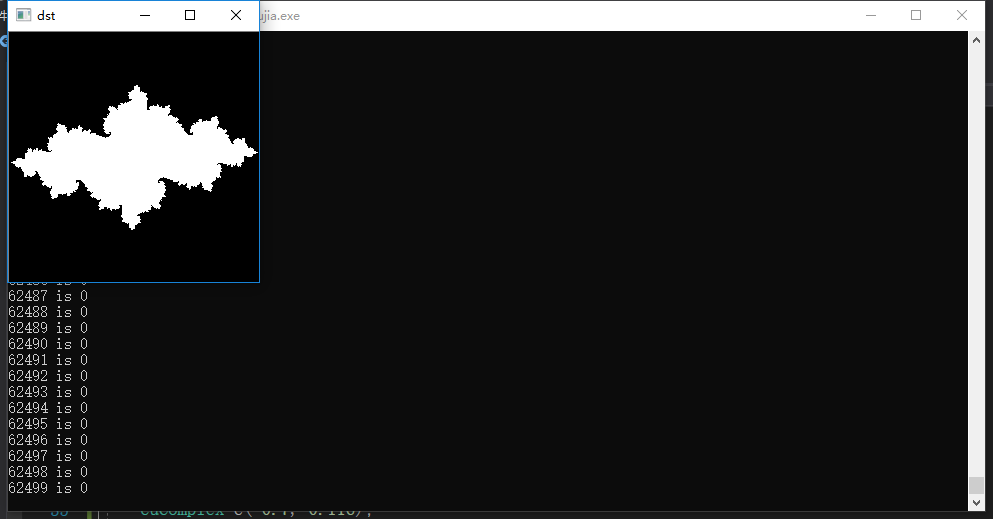 dst
ujia.exe
62487 is 0
62488 is 0
62489 is 0
62490 is 0
62491 is 0
62492 is 0
62493 is 0
62494 is 0
62495 is 0
62496 is 0
62497 is 0
62498 is 0
62499 is 0